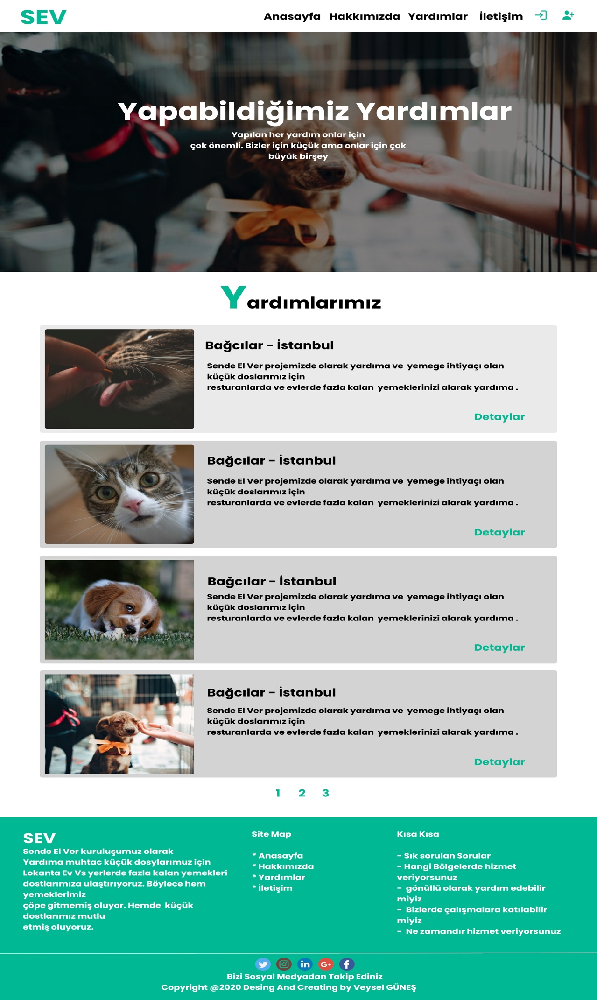 SEV
Anasayfa Hakkımızda Yardımlar İletişim
Yapabildiğimiz Yardımlar
Yapılan her yardım onlar için
çok önemli. Bizler için küçük ama onlar için çok
büyük birşey
Yardımlarımız
Bağcılar - İstanbul
Sende El Ver projemizde olarak yardıma ve yemege ihtiyaçı olan
küçük doslarımız için
resturanlarda ve evlerde fazla kalan yemeklerinizi alarak yardıma .
Detaylar
Bağcılar - İstanbul
Sende El Ver projemizde olarak yardıma ve yemege ihtiyaçı olan
küçük doslarımız için
resturanlarda ve evlerde fazla kalan yemeklerinizi alarak yardıma .
Detaylar
Bağcılar - İstanbul
Sende El Ver projemizde olarak yardıma ve yemege ihtiyaçı olan
küçük doslarımız için
resturanlarda ve evlerde fazla kalan yemeklerinizi alarak yardıma .
Detaylar
Bağcılar - İstanbul
Sende El Ver projemizde olarak yardıma ve yemege ihtiyaçı olan
küçük doslarımız için
resturanlarda ve evlerde fazla kalan yemeklerinizi alarak yardıma .
Detaylar
1 2 3
SEV
Sende El Ver kuruluşumuz olarak
Yardıma muhtac küçük dosylarımuz için
Lokanta Ev Vs yerlerde fazla kalan yemekleri
dostlarımıza ulaştırıyoruz. Böylece hem
yemeklerimiz
çöpe gitmemiş oluyor. Hemde küçük
dostlarımız mutlu
etmiş oluyoruz.
Site Map
* Anasayfa
* Hakkımızda
* Yardımlar
* İletişim
Kısa Kısa
- Sık sorulan Sorular
- Hangi Bölgelerde hizmet
veriyorsunuz
- gönüllü olarak yardım edebilir
miyiz
- Bizlerde çalışmalara katılabilir
miyiz
- Ne zamandır hizmet veriyorsunuz
in G+ f
Bizi Sosyal Medyadan Takip Ediniz
Copyright @2020 Desing And Creating by Veysel GÜNEŞ